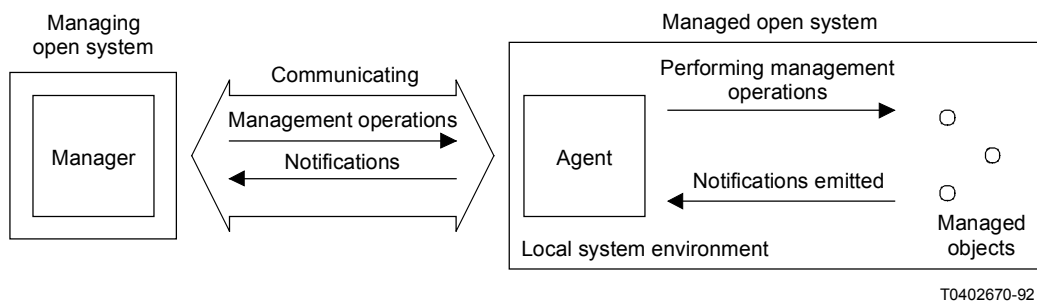 Managing
open system
Manager
Communicating
Management operations
Notifications
Managed open system
Performing management
operations
Agent
Notifications emitted
Managed
objects
Local system environment
T0402670-92